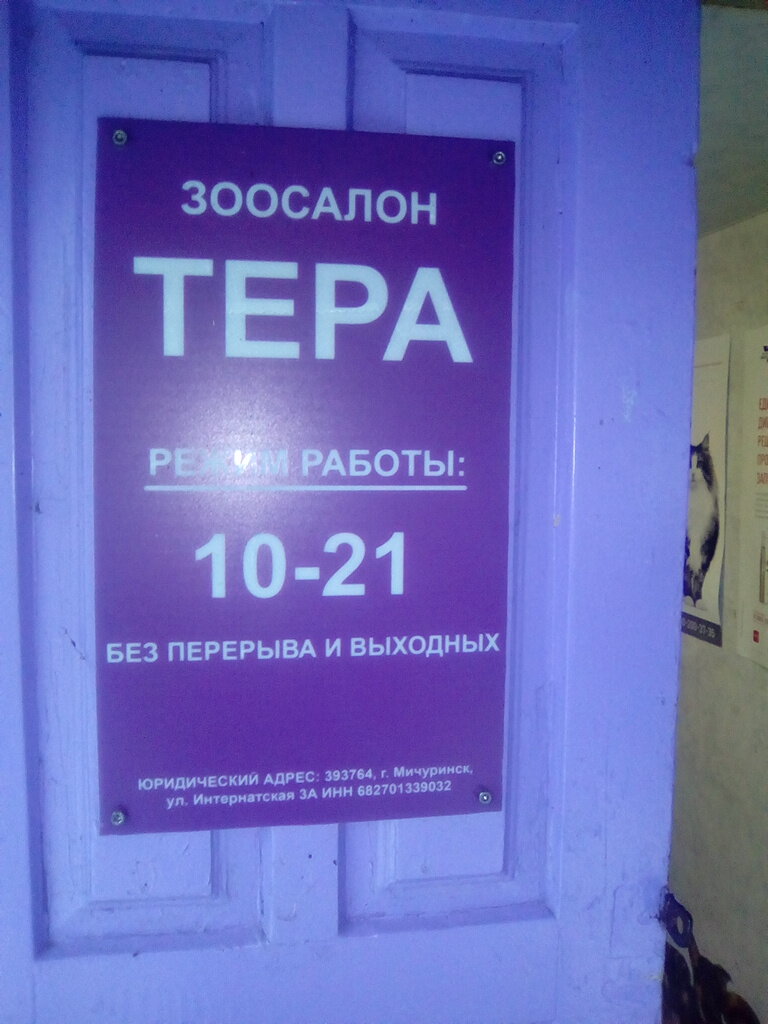 ЗООСАЛОН
ТЕРА
РЕЖИМ РАБОТЫ:
10-21
БЕЗ ПЕРЕРЫВА И ВЫХОДНЫХ
ЮРИДИЧЕСКИЙ АДРЕС: 393764, г. Мичуринск,
ул. Интернатская 3А ИНН 682701339032